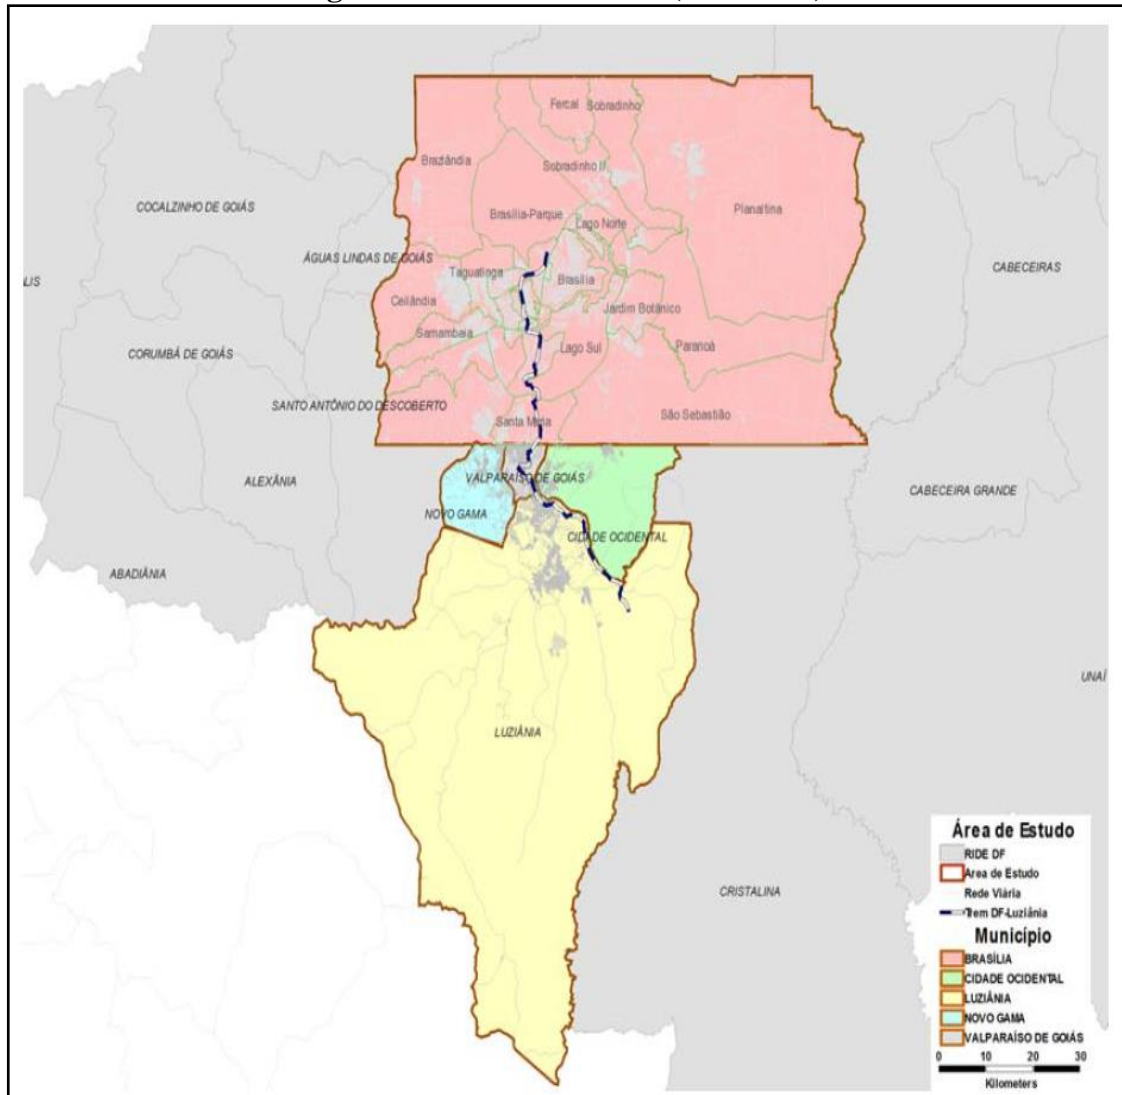 Fercal Sobradinho
Brazlândia
Sobradinho II
COCALZINHO DE GOIÁS
Brasília-Parque
Planaltina
Lago Norte
ÁGUAS LINDAS DE GOIÁS
CABECEIRAS
Taguatinga
Brasília
ALIS
Ceilândia
Jardim Botânico
Samambaia
CORUMBÁ DE GOIÁS
Lago Sul
Paranoá
SANTO ANTÔNIO DO DESCOBERTO
São Sebastião
Santa Maria
ALEXÂNIA
VALPARAÍSO DE GOIÁS
CABECEIRA GRANDE
NOVO GAMA
CIDADE OCIDENTAL
ABADIÂNIA
UNAÍ
LUZIÂNIA
CRISTALINA
Área de Estudo
RIDE DF
Area de Estudo
Rede Viária
Trem DF-Luziânia
Município
BRASÍLIA
CIDADE OCIDENTAL
LUZIÂNIA
NOVO GAMA
VALPARAÍSO DE GOIÁS
0 10 20 30
Kilometers